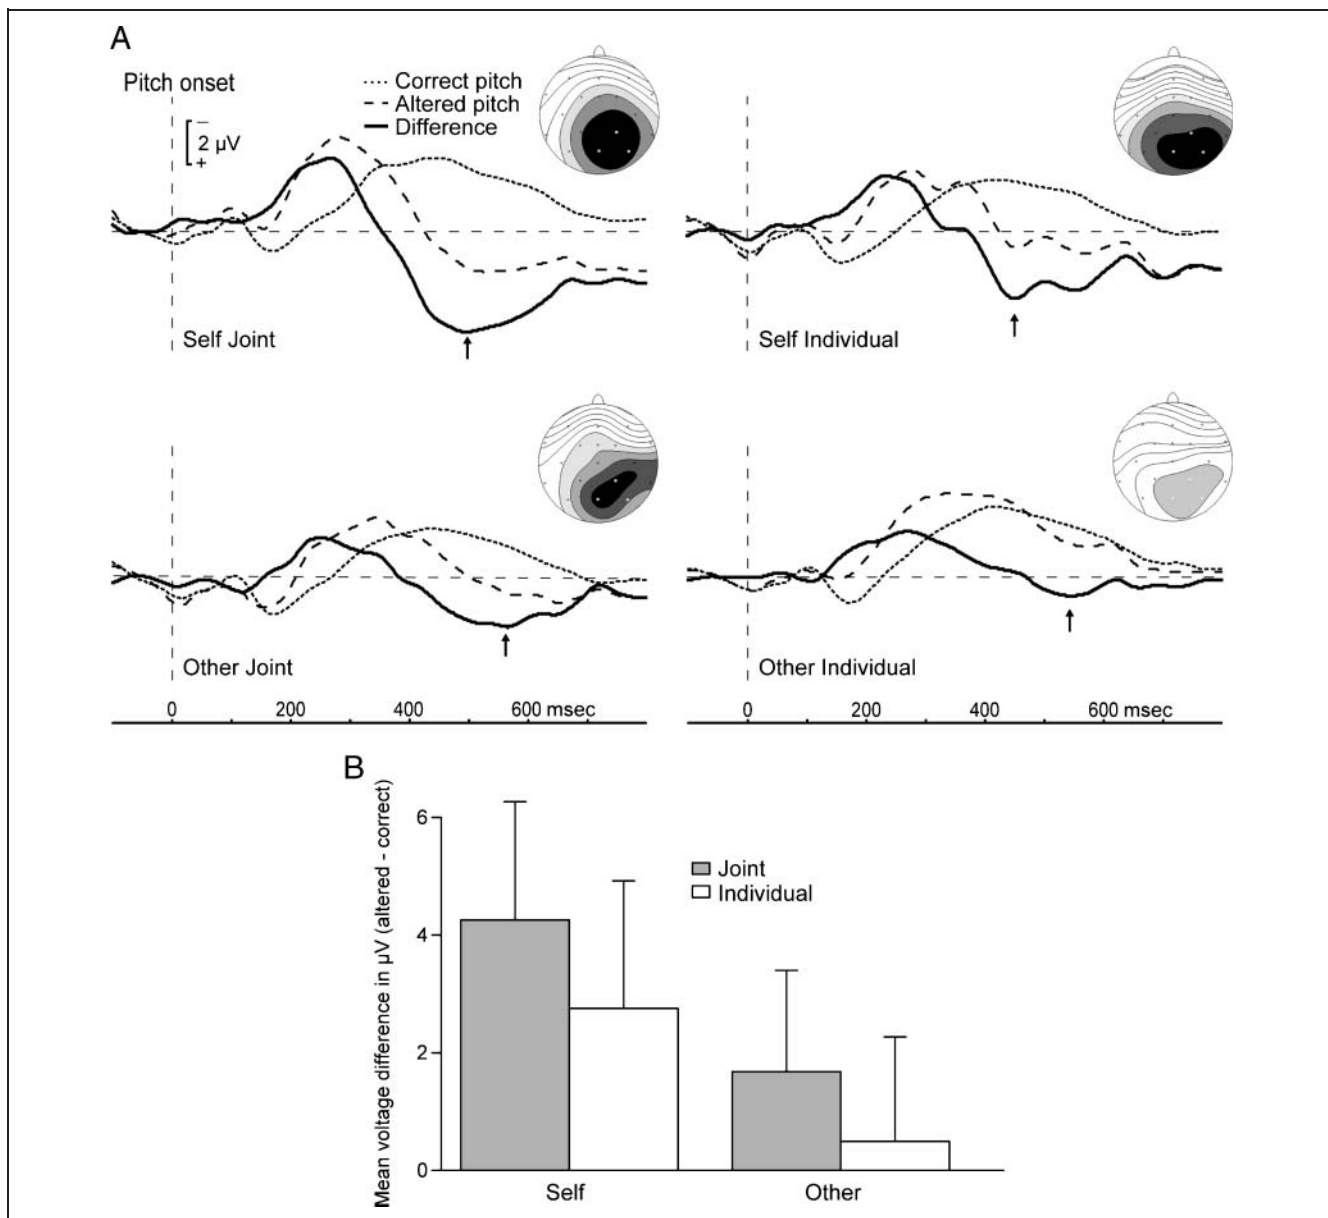 A
Pitch onset
Correct pitch
Altered pitch
Difference
−
2 µV
+
Self Joint
Self Individual
Other Joint
Other Individual
0 200 400 600 msec
0 200 400 600 msec
B
Mean voltage difference in µV (altered - correct)
6
4
2
0
Joint
Individual
Self Other